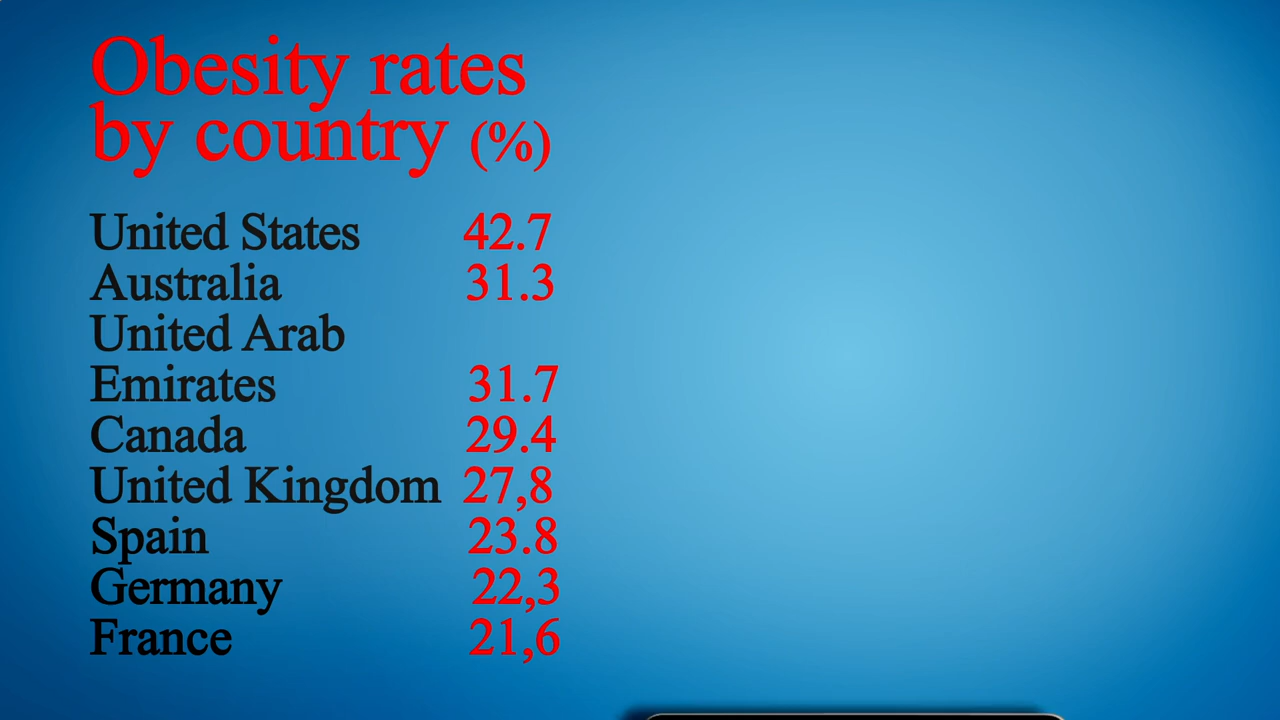 Obesity rates
by country (%)
United States 42.7
Australia 31.3
United Arab
Emirates 31.7
Canada 29.4
United Kingdom 27,8
Spain 23.8
Germany 22,3
France 21,6